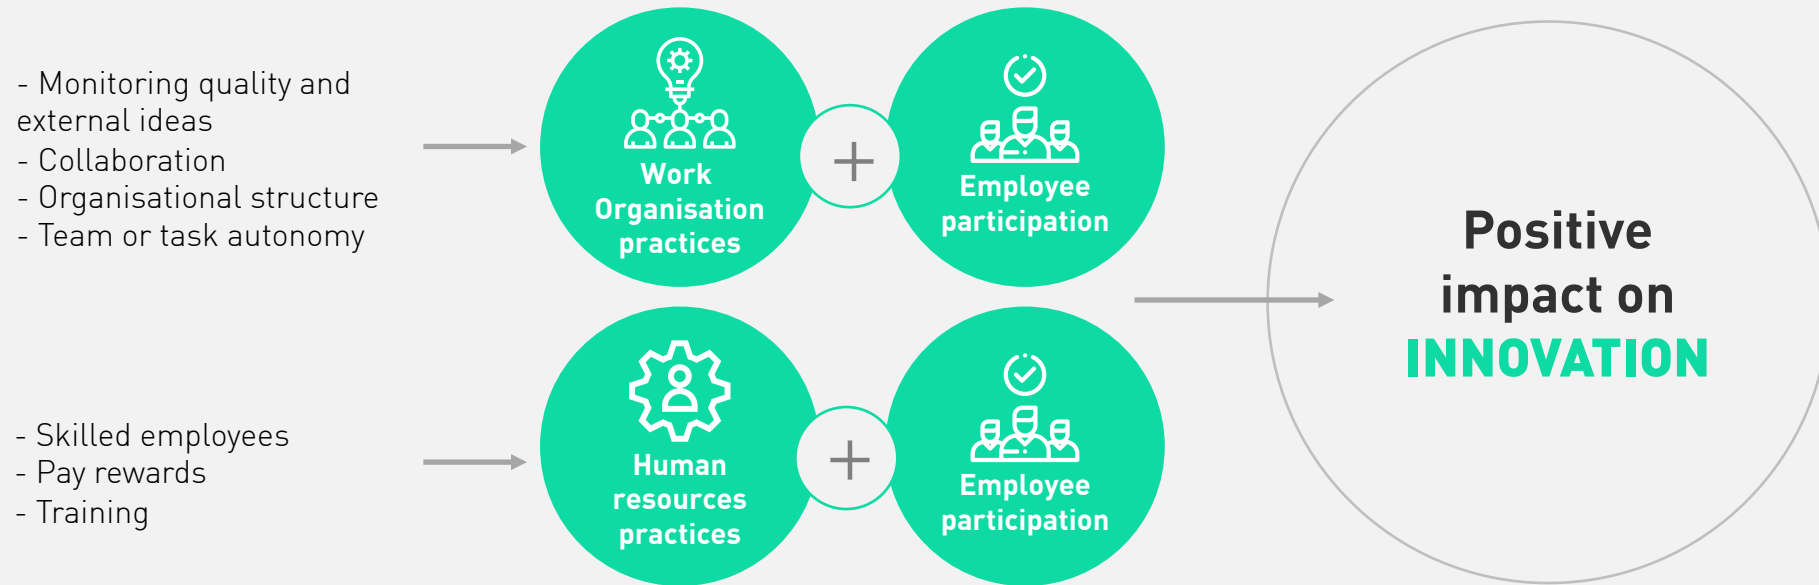 - Monitoring quality and
external ideas
- Collaboration
- Organisational structure
- Team or task autonomy
Work
Organisation
practices
+
Employee
participation
- Skilled employees
- Pay rewards
- Training
Human
resources
practices
+
Employee
participation
Positive
impact on
INNOVATION